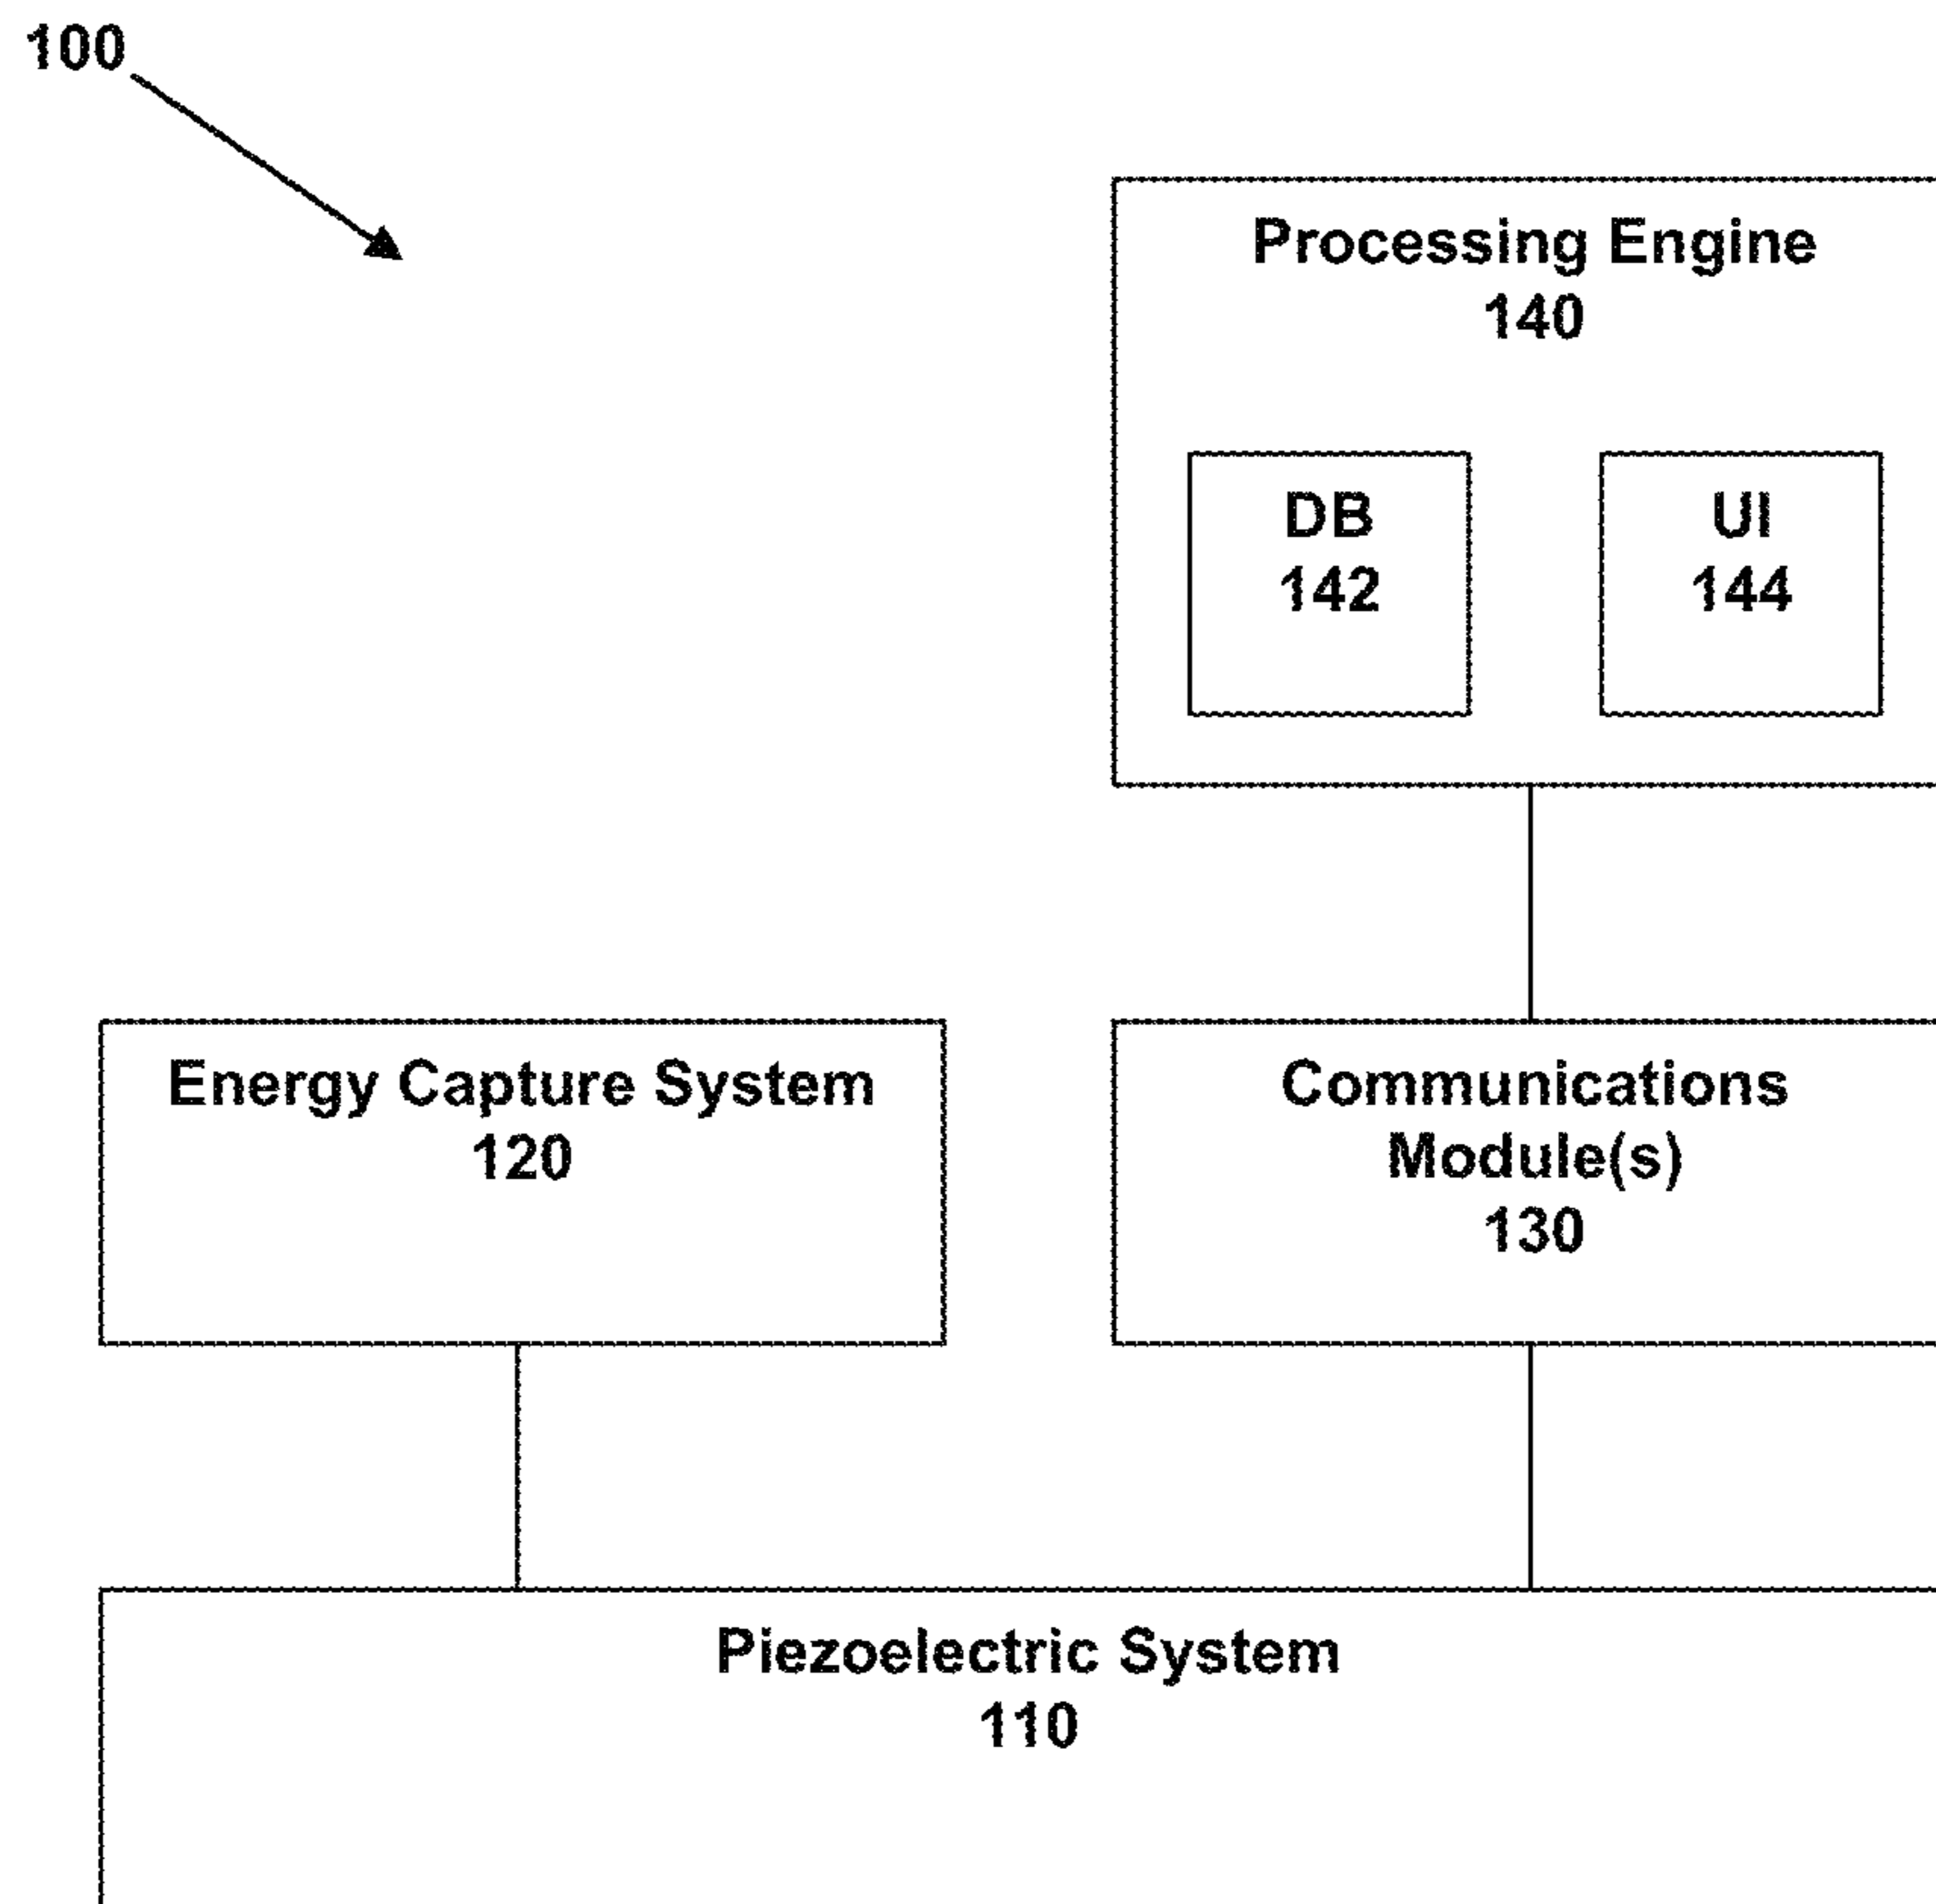 100
Processing Engine
140
DB
142
UI
144
Energy Capture System
120
Communications
Module(s)
130
Piezoelectric System
110